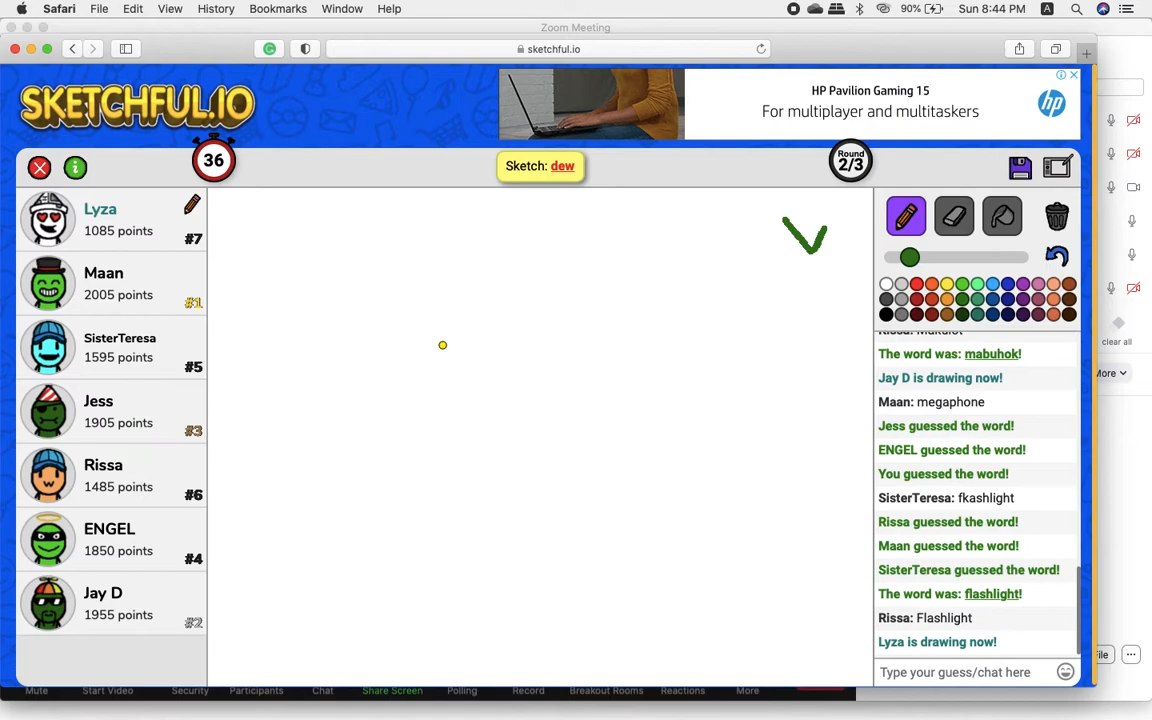 Safari File Edit View History Bookmarks Window Help 90% Sun 8:44 PM A
Zoom Meeting
sketchful.io
SKETCHFUL.IO
HP Pavilion Gaming 15
For multiplayer and multitaskers
hp
36
Sketch: dew
Round
2/3
Lyza
1085 points
#7
Maan
2005 points
#1
SisterTeresa
1595 points
#5
Jess
1905 points
#3
Rissa
1485 points
#6
ENGEL
1850 points
#4
Jay D
1955 points
#2
The word was: mabuhok!
Jay D is drawing now!
Maan: megaphone
Jess guessed the word!
ENGEL guessed the word!
You guessed the word!
SisterTeresa: fkashlight
Rissa guessed the word!
Maan guessed the word!
SisterTeresa guessed the word!
The word was: flashlight!
Rissa: Flashlight
Lyza is drawing now!
Type your guess/chat here
clear all
More
File
Mute Start Video Security Participants Chat Share Screen Polling Record Breakout Rooms Reactions More